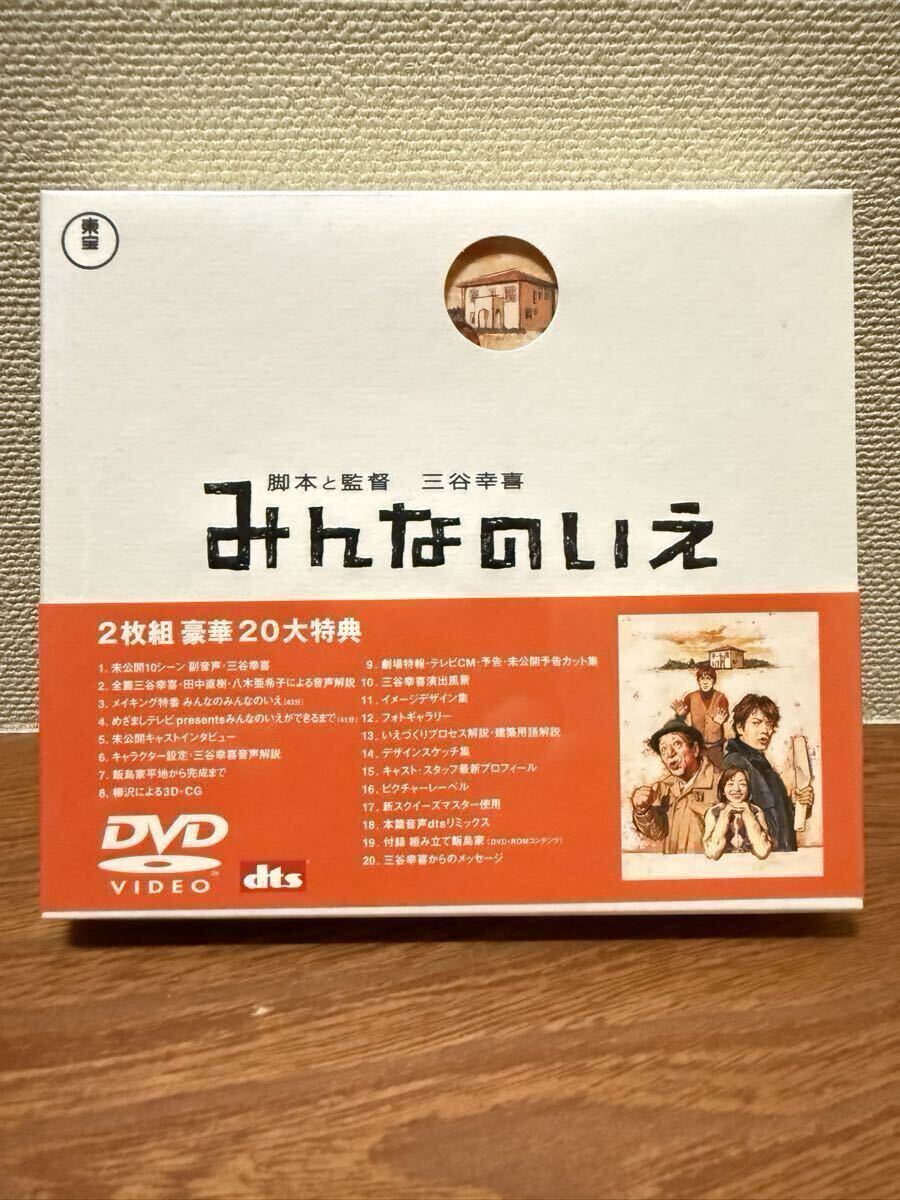 東宝
脚本と監督　三谷幸喜
みんなのいえ
2枚組 豪華 20大特典
1. 未公開10シーン 副音声・三谷幸喜
2. 全篇三谷幸喜・田中直樹・八木亜希子による音声解説
3. メイキング特番 みんなのみんなのいえ(43分)
4. めざましテレビpresentsみんなのいえができるまで(41分)
5. 未公開キャストインタビュー
6. キャラクター設定・三谷幸喜音声解説
7. 飯島家平地から完成まで
8. 柳沢による3D・CG
9. 劇場特報・テレビCM・予告・未公開予告カット集
10. 三谷幸喜演出風景
11. イメージデザイン集
12. フォトギャラリー
13. いえづくりプロセス解説・建築用語解説
14. デザインスケッチ集
15. キャスト・スタッフ最新プロフィール
16. ピクチャーレーベル
17. 新スクイーズマスター使用
18. 本篇音声dtsリミックス
19. 付録 組み立て飯島家(DVD・ROMコンテンツ)
20. 三谷幸喜からのメッセージ
DVD
VIDEO
TM
dts